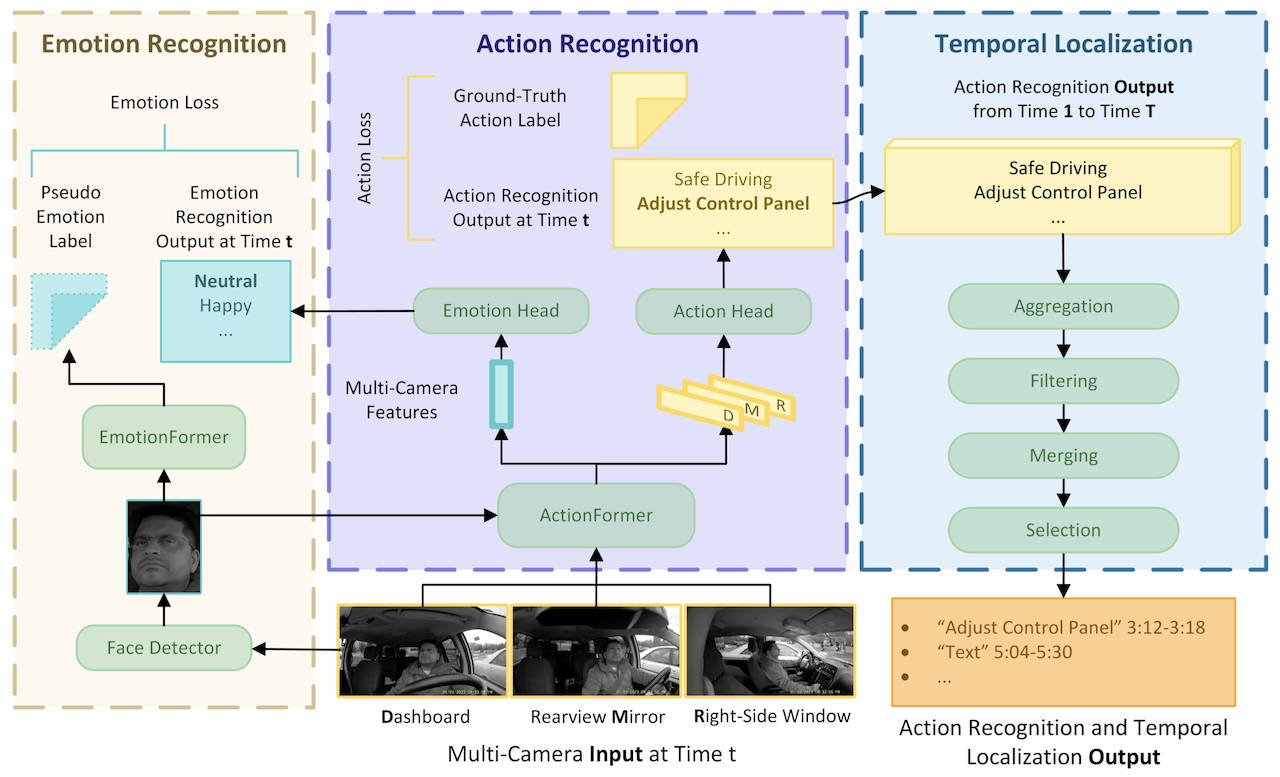 Emotion Recognition
Emotion Loss
Pseudo
Emotion
Label
Emotion
Recognition
Output at Time t
Neutral
Happy
...
EmotionFormer
Face Detector
Action Recognition
Action Loss
Ground-Truth
Action Label
Action Recognition
Output at Time t
Safe Driving
Adjust Control Panel
...
Emotion Head
Action Head
Multi-Camera
Features
D
M
R
ActionFormer
Dashboard
Rearview Mirror
Right-Side Window
Multi-Camera Input at Time t
Temporal Localization
Action Recognition Output
from Time 1 to Time T
Safe Driving
Adjust Control Panel
...
Aggregation
Filtering
Merging
Selection
• “Adjust Control Panel” 3:12-3:18
• “Text” 5:04-5:30
• ...
Action Recognition and Temporal
Localization Output